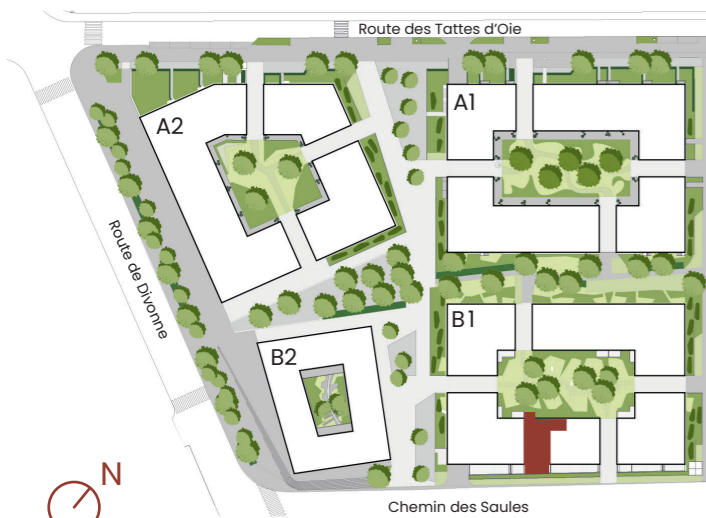 Route des Tattes d'Oie
A2
A1
Route de Divonne
B1
B2
N
Chemin des Saules